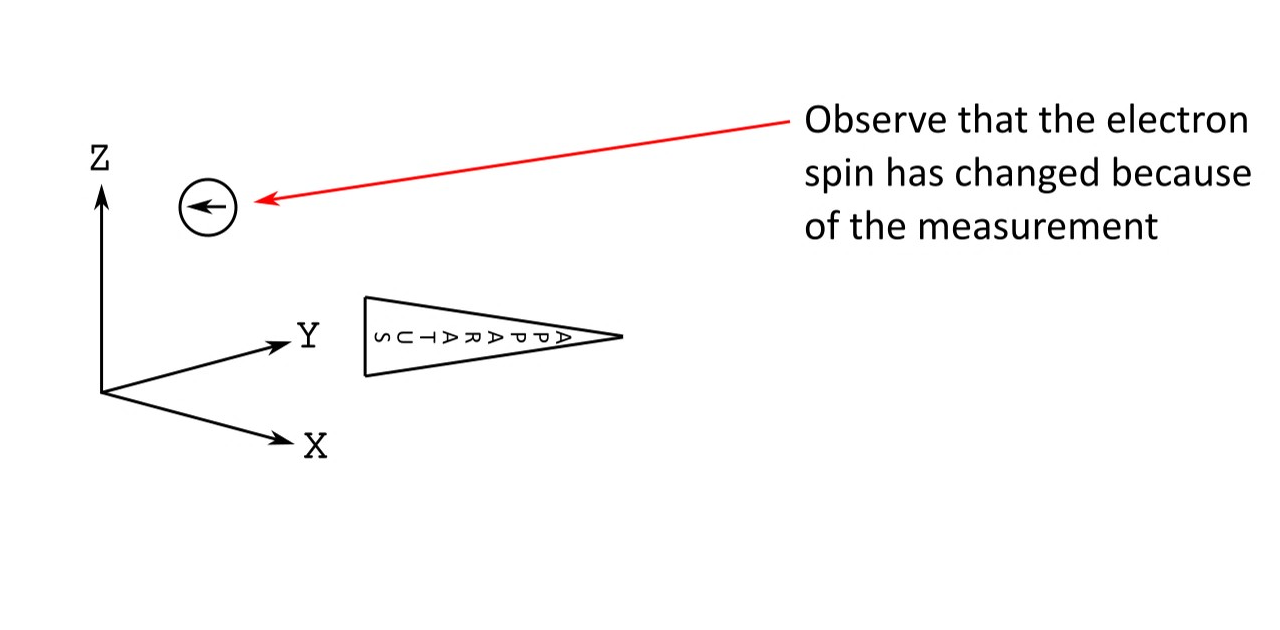 Observe that the electron
spin has changed because
of the measurement
Z
Y
APPARATUS
X